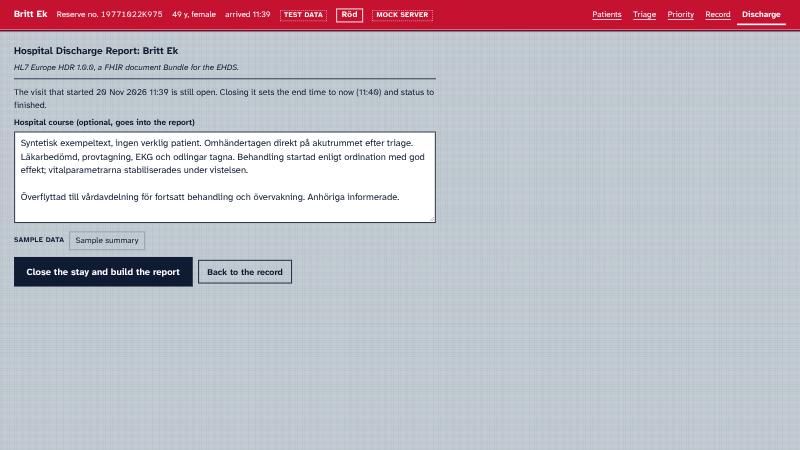 Britt Ek Reserve no. 19771022K975 49 y, female arrived 11:39 TEST DATA Röd MOCK SERVER Patients Triage Priority Record Discharge
Hospital Discharge Report: Britt Ek
HL7 Europe HDR 1.0.0, a FHIR document Bundle for the EHDS.
The visit that started 20 Nov 2026 11:39 is still open. Closing it sets the end time to now (11:40) and status to
finished.
Hospital course (optional, goes into the report)
Syntetisk exempeltext, ingen verklig patient. Omhändertagen direkt på akutrummet efter triage.
Läkarbedömd, provtagning, EKG och odlingar tagna. Behandling startad enligt ordination med god
effekt; vitalparametrarna stabiliserades under vistelsen.
Överflyttad till vårdavdelning för fortsatt behandling och övervakning. Anhöriga informerade.
SAMPLE DATA Sample summary
Close the stay and build the report Back to the record